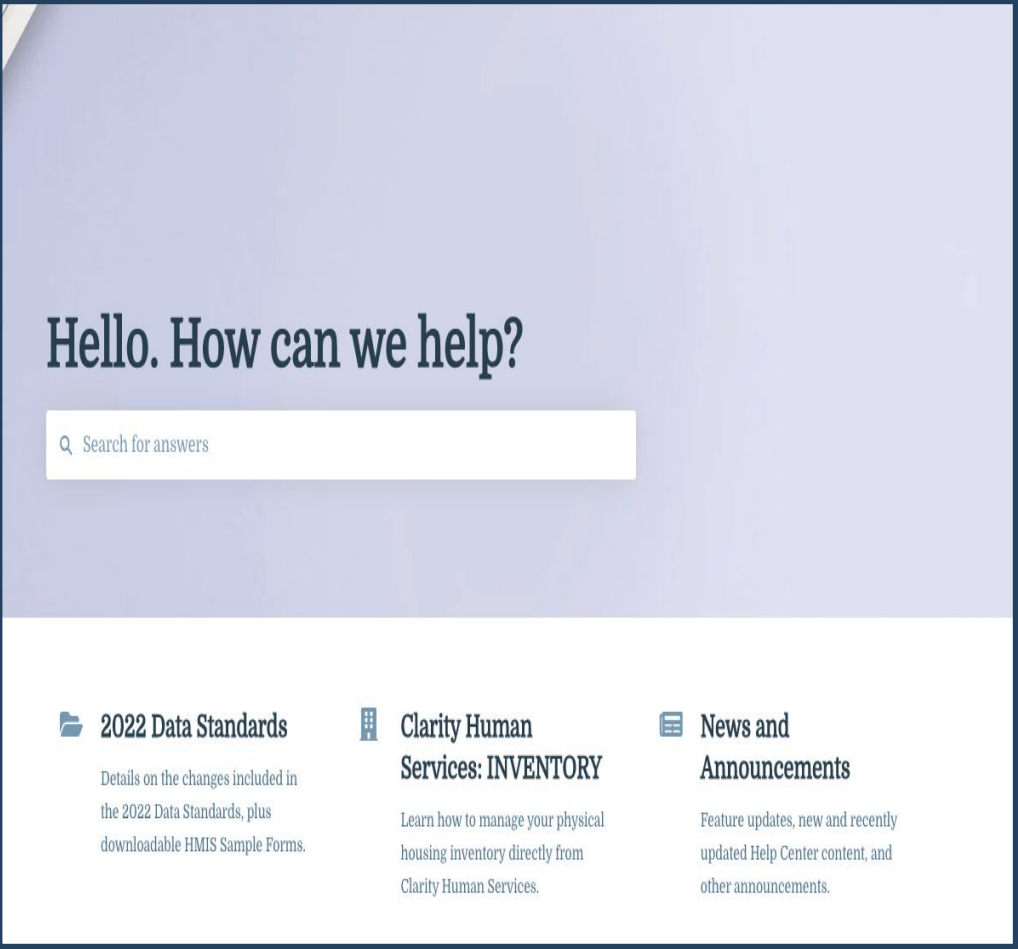 Hello. How can we help?
Search for answers
2022 Data Standards
Details on the changes included in
the 2022 Data Standards, plus
downloadable HMIS Sample Forms.
Clarity Human
Services: INVENTORY
Learn how to manage your physical
housing inventory directly from
Clarity Human Services.
News and
Announcements
Feature updates, new and recently
updated Help Center content, and
other announcements.